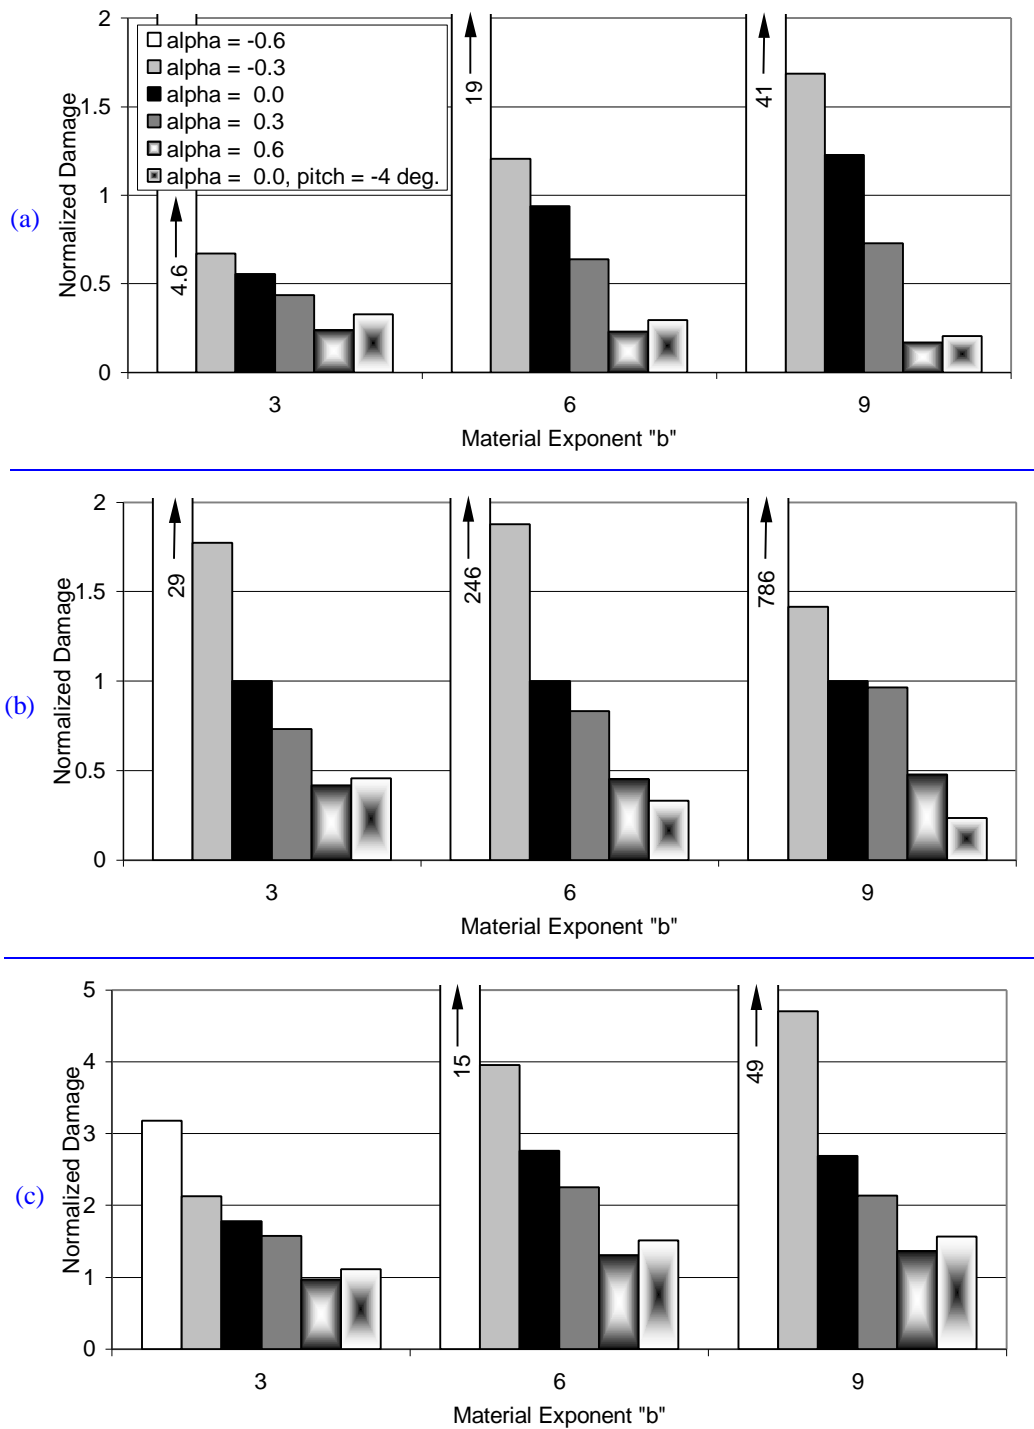 2
alpha = -0.6
alpha = -0.3
alpha = 0.0
alpha = 0.3
alpha = 0.6
alpha = 0.0, pitch = -4 deg.
1.5
1
0.5
0
Normalized Damage
(a)
4.6
19
41
3 6 9
Material Exponent "b"
2
1.5
1
0.5
0
Normalized Damage
(b)
29
246
786
3 6 9
Material Exponent "b"
5
4
3
2
1
0
Normalized Damage
(c)
15
49
3 6 9
Material Exponent "b"